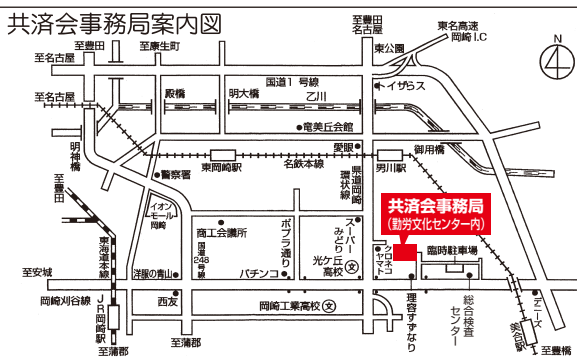 共済会事務局案内図
至豊田
至康生町
至豊田
名古屋
東名高速
岡崎I.C
N
至名古屋
東公園
国道1号線
トイザらス
至名古屋
殿橋
明大橋
乙川
竜美丘会館
愛眼
御用橋
明神橋
東岡崎駅
名鉄本線
男川駅
県道岡崎
環状線
至豊田
警察署
イオン
モール
岡崎
共済会事務局
(勤労文化センター内)
東海道本線
商工会議所
国道248号線
ポプラ通り
スーパー
みどり
光ケ丘
高校
文
クロネコ
ヤマト
臨時駐車場
至安城
洋服の青山
パチンコ
岡崎刈谷線
JR岡崎駅
西友
岡崎工業高校
文
理容すずなり
総合検査
センター
デニーズ
美合駅
至蒲郡
至蒲郡
至豊橋